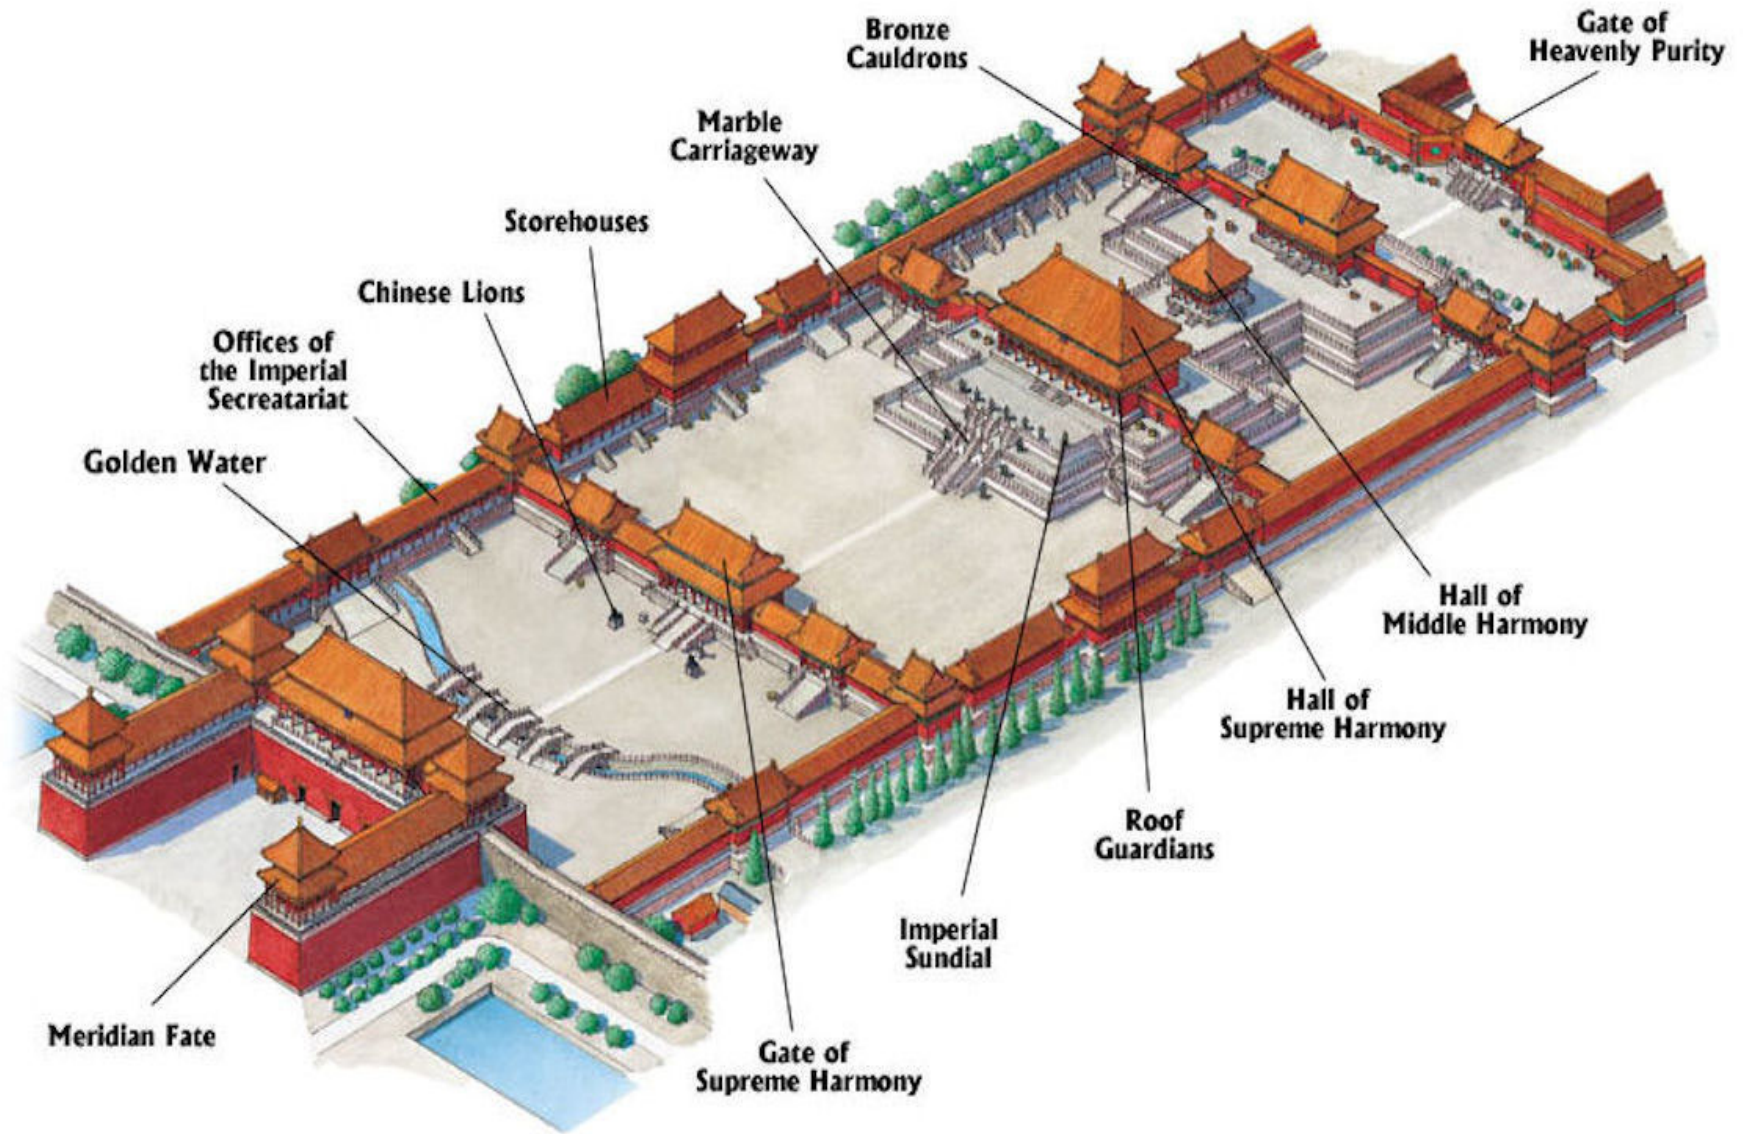 Bronze
Cauldrons
Gate of
Heavenly Purity
Marble
Carriageway
Storehouses
Chinese Lions
Offices of
the Imperial
Secreatariat
Golden Water
Hall of
Middle Harmony
Hall of
Supreme Harmony
Roof
Guardians
Imperial
Sundial
Meridian Fate
Gate of
Supreme Harmony